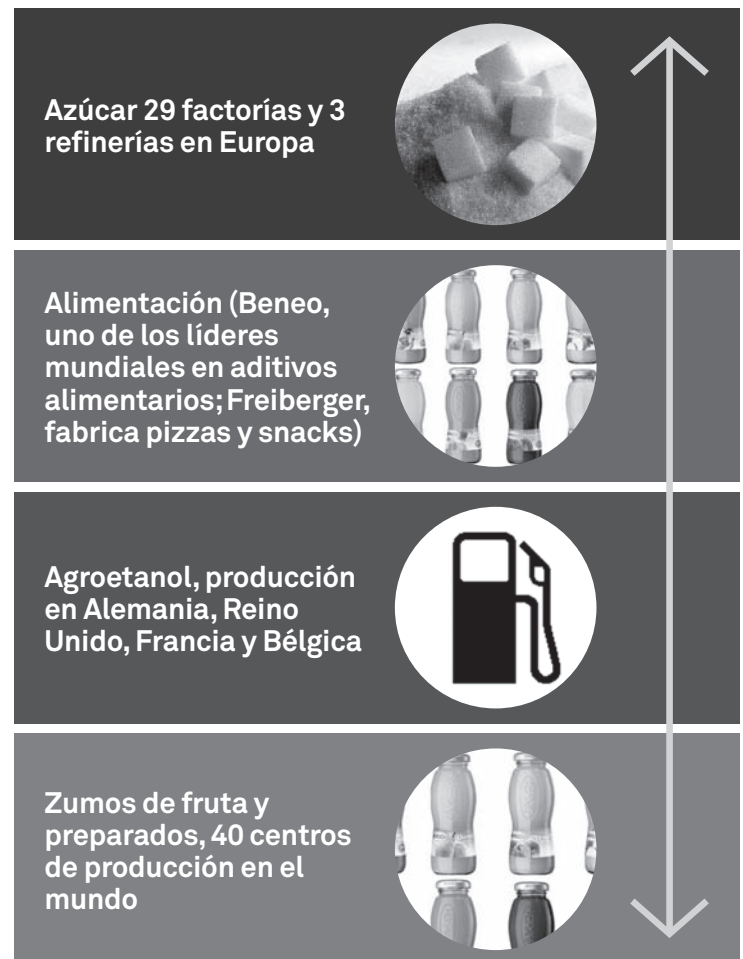 Azúcar 29 factorías y 3
refinerías en Europa
Alimentación (Beneo,
uno de los líderes
mundiales en aditivos
alimentarios; Freiberger,
fabrica pizzas y snacks)
Agroetanol, producción
en Alemania, Reino
Unido, Francia y Bélgica
Zumos de fruta y
preparados, 40 centros
de producción en el
mundo